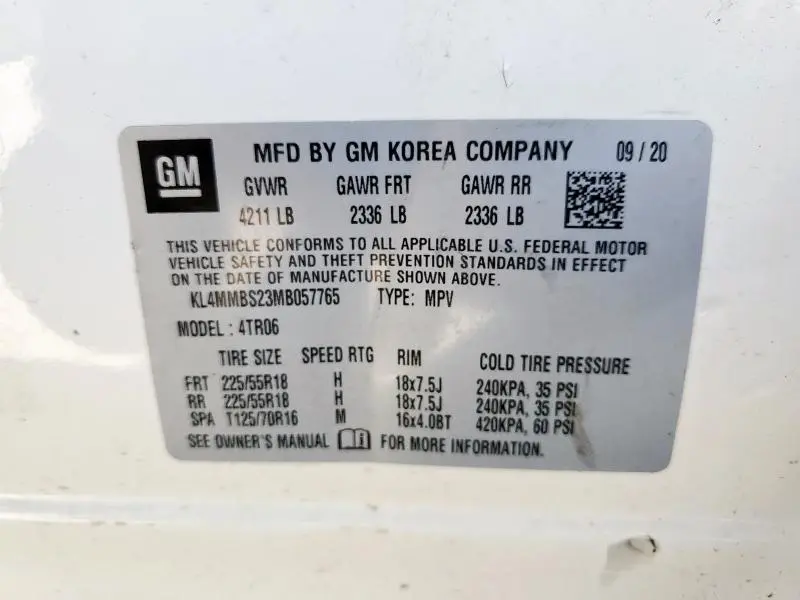 GM MFD BY GM KOREA COMPANY 09 / 20
GVWR GAWR FRT GAWR RR
4211 LB 2336 LB 2336 LB
THIS VEHICLE CONFORMS TO ALL APPLICABLE U.S. FEDERAL MOTOR
VEHICLE SAFETY AND THEFT PREVENTION STANDARDS IN EFFECT
ON THE DATE OF MANUFACTURE SHOWN ABOVE.
KL4MMBS23MB057765 TYPE: MPV
MODEL : 4TR06
TIRE SIZE SPEED RTG RIM COLD TIRE PRESSURE
FRT 225/55R18 H 18x7.5J 240KPA, 35 PSI
RR 225/55R18 H 18x7.5J 240KPA, 35 PSI
SPA T125/70R16 M 16x4.0BT 420KPA, 60 PSI
SEE OWNER'S MANUAL FOR MORE INFORMATION.